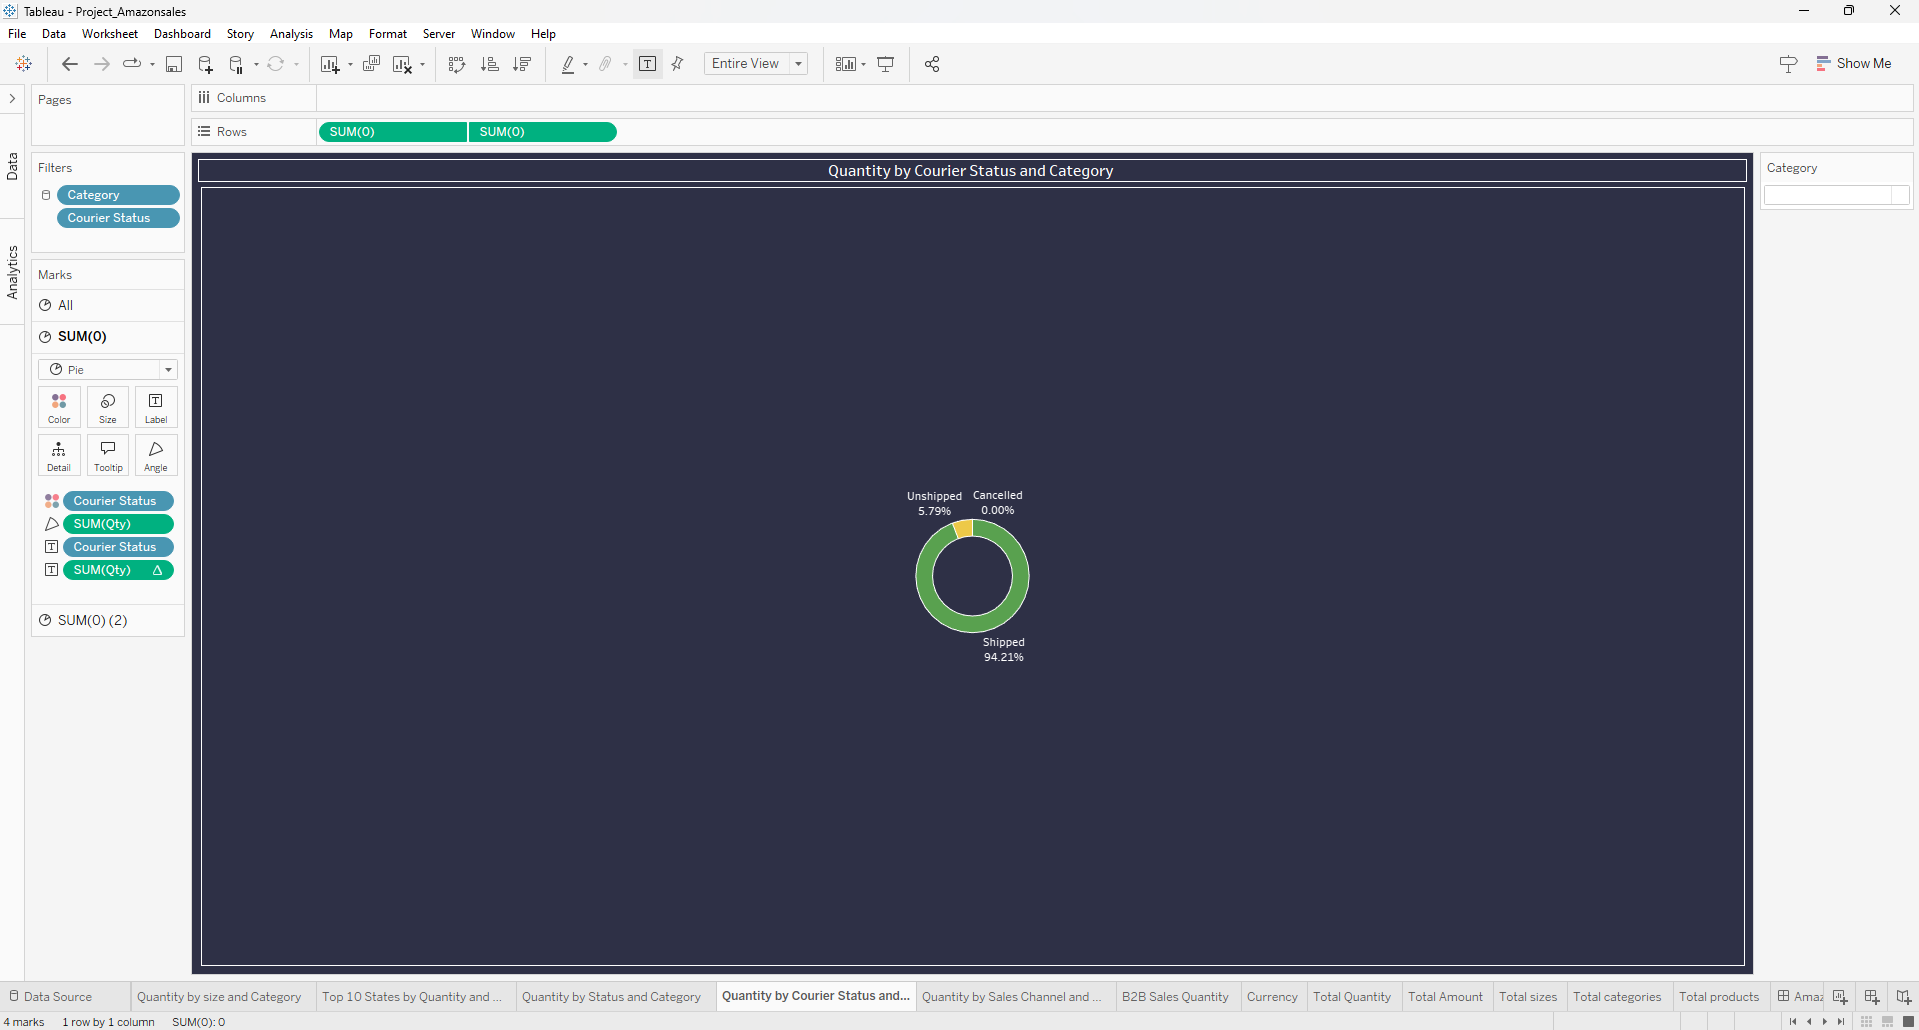 Tableau - Project_Amazonsales
File Data Worksheet Dashboard Story Analysis Map Format Server Window Help
Entire View
Show Me
Pages
Columns
Rows
SUM(0) SUM(0)
Data
Analytics
Filters
Category
Courier Status
Marks
All
SUM(0)
Pie
Color Size Label
Detail Tooltip Angle
Courier Status
SUM(Qty)
Courier Status
SUM(Qty) Δ
SUM(0) (2)
Quantity by Courier Status and Category
Unshipped
5.79%
Cancelled
0.00%
Shipped
94.21%
Category
Data Source Quantity by size and Category Top 10 States by Quantity and ... Quantity by Status and Category Quantity by Courier Status and... Quantity by Sales Channel and ... B2B Sales Quantity Currency Total Quantity Total Amount Total sizes Total categories Total products Amaz
4 marks 1 row by 1 column SUM(0): 0